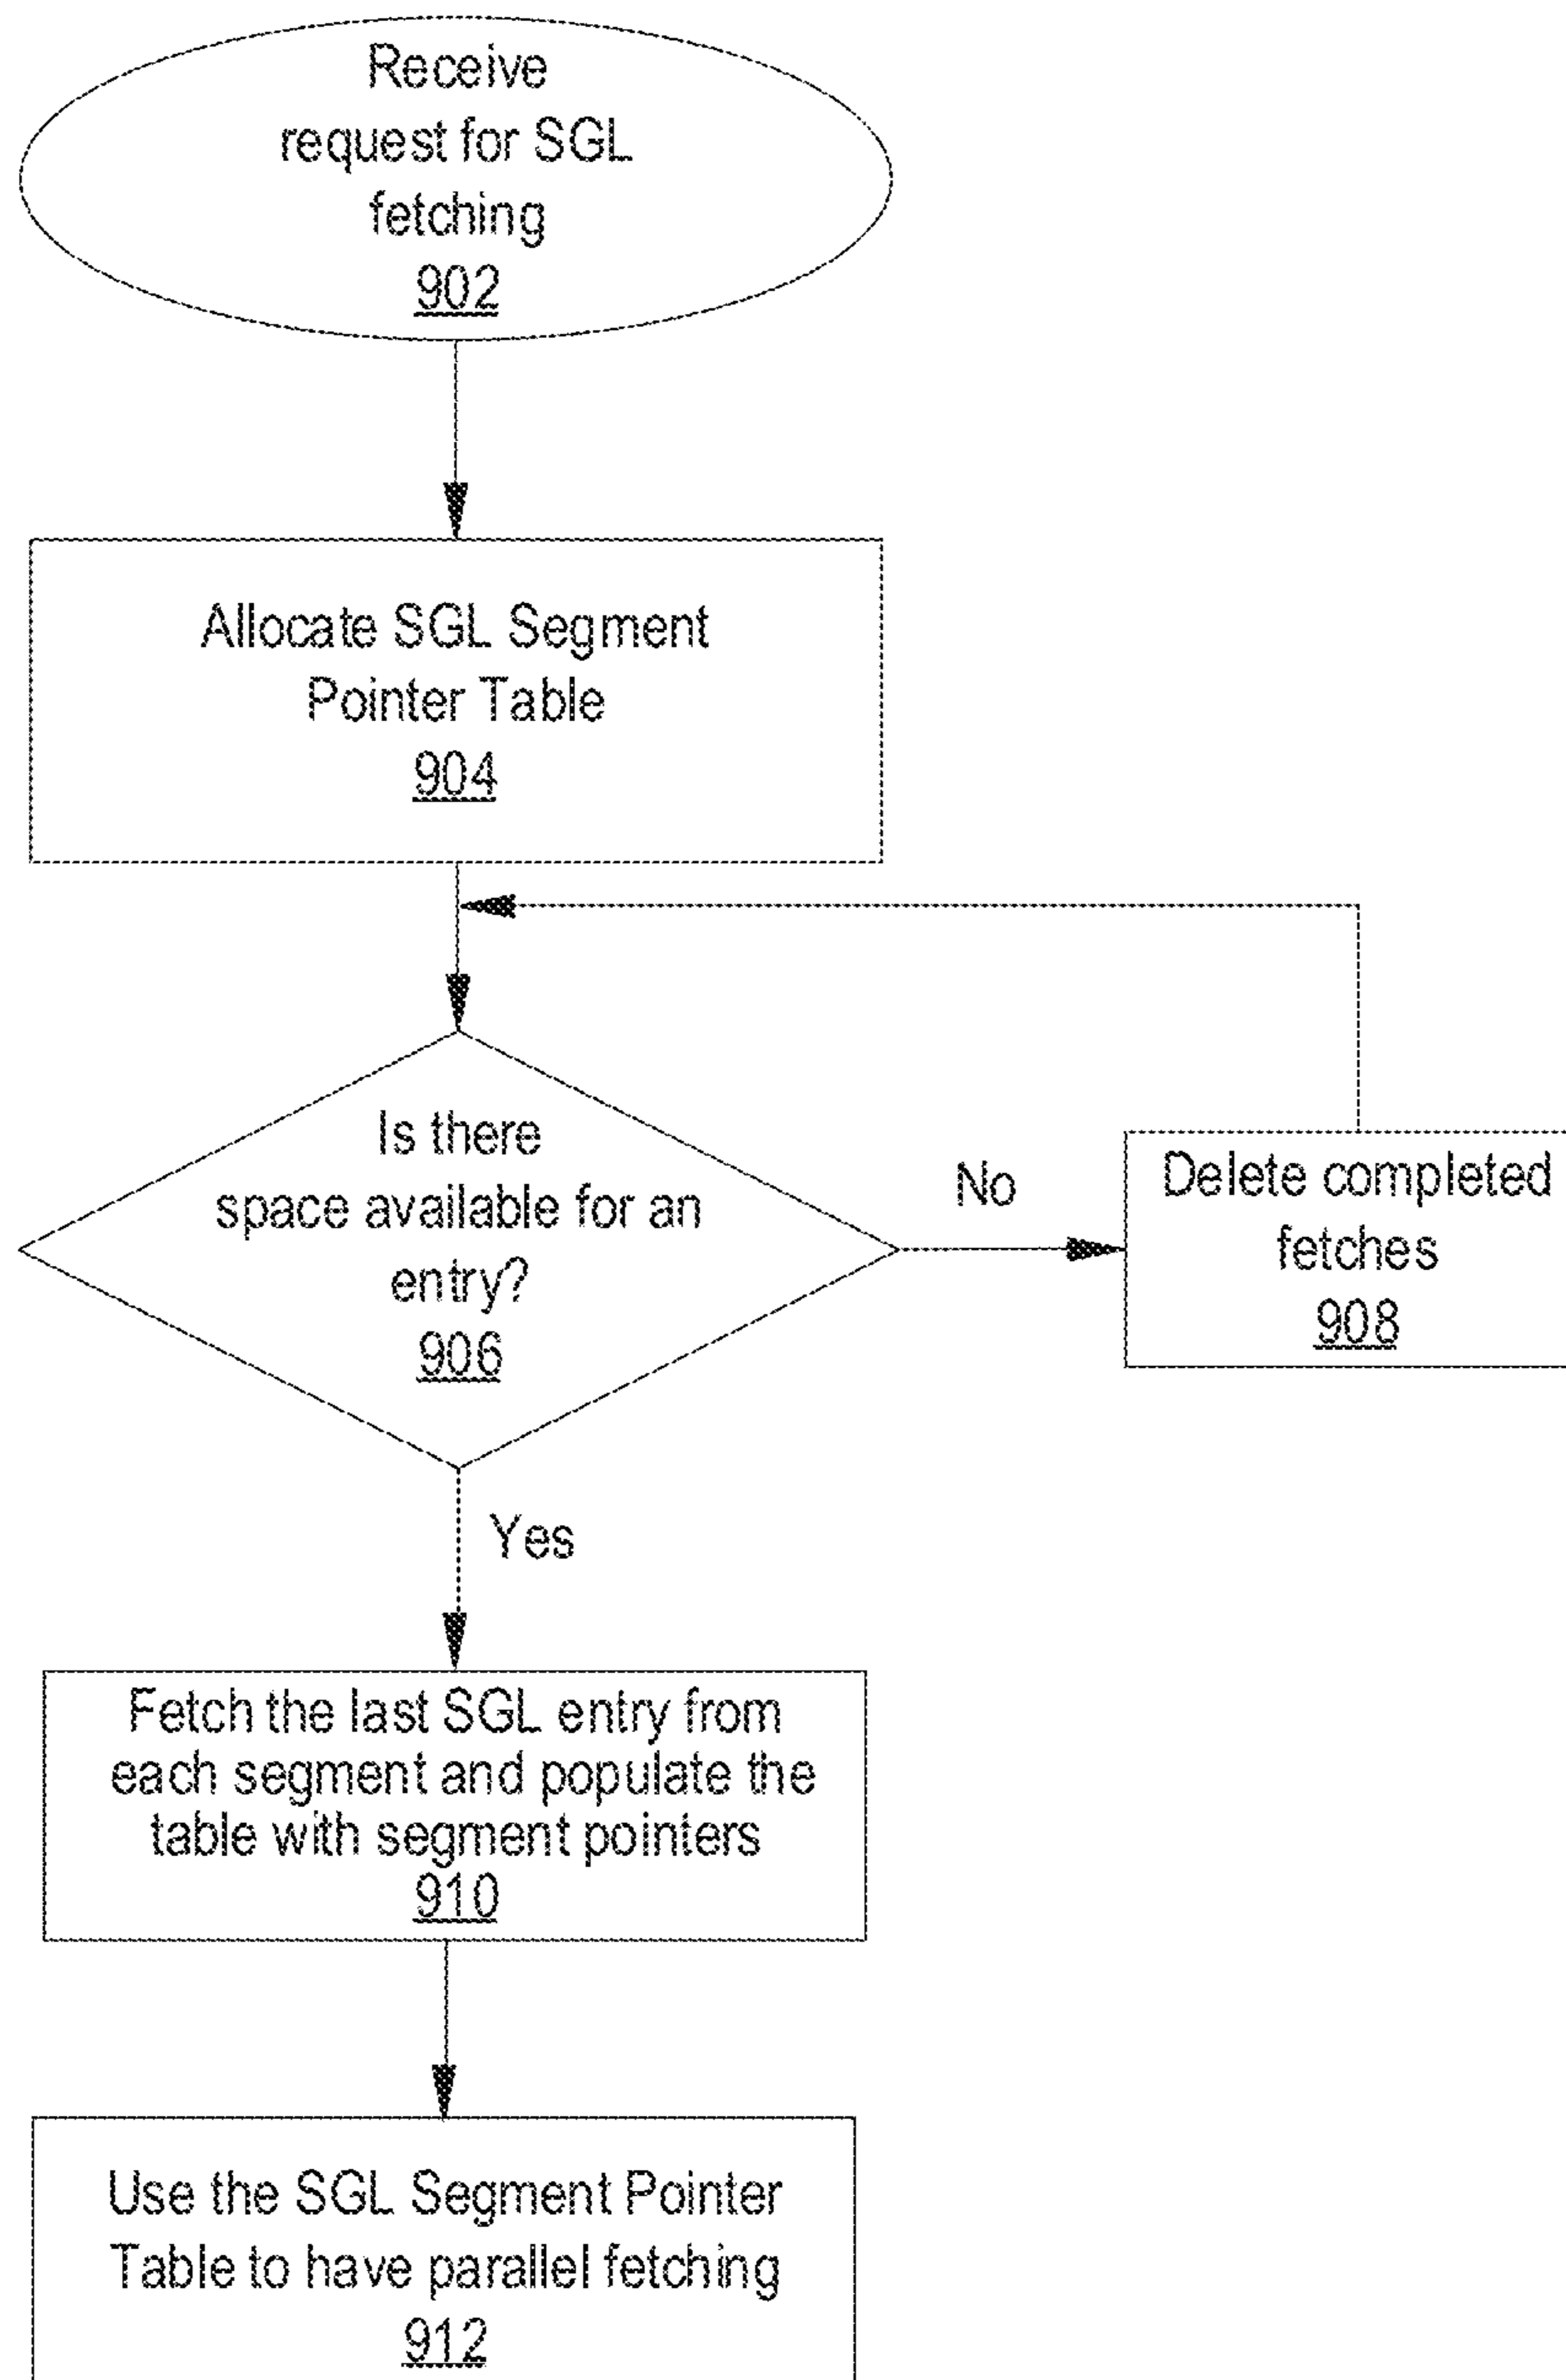 Receive
request for SGL
fetching
902
Allocate SGL Segment
Pointer Table
904
Is there
space available for an
entry?
906
No
Delete completed
fetches
908
Yes
Fetch the last SGL entry from
each segment and populate the
table with segment pointers
910
Use the SGL Segment Pointer
Table to have parallel fetching
912